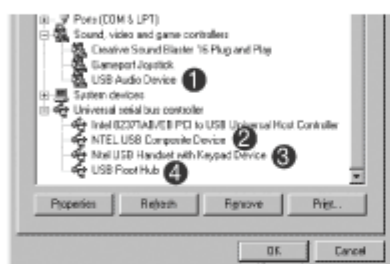 Ports (COM & LPT)
Sound, video and game controllers
Creative Sound Blaster 16 Plug and Play
Gameport Joystick
USB Audio Device 1
System devices
Universal serial bus controller
Intel 82371AB/EB PCI to USB Universal Host Controller
NTEL USB Composite Device 2
Ntel USB Handset with Keypad Device 3
USB Root Hub 4
Properties Refresh Remove Print...
OK Cancel